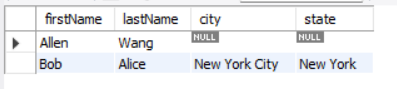 firstName lastName city state
Allen Wang NULL NULL
Bob Alice New York City New York